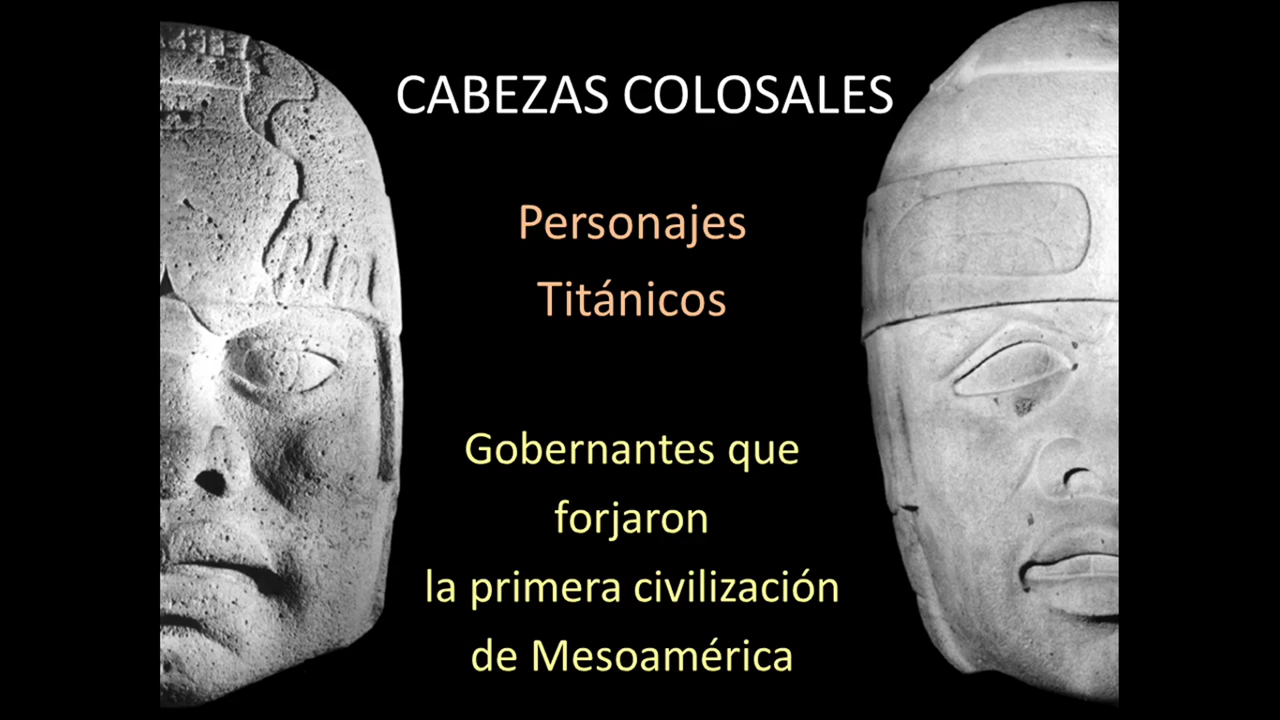 CABEZAS COLOSALES
Personajes
Titánicos
Gobernantes que
forjaron
la primera civilización
de Mesoamérica